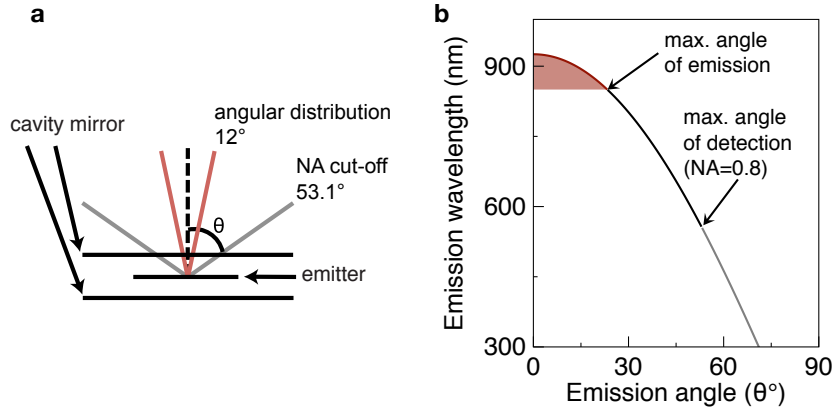 a
cavity mirror
angular distribution
12°
NA cut-off
53.1°
θ
emitter
b
Emission wavelength (nm)
900
600
300
max. angle
of emission
max. angle
of detection
(NA=0.8)
0
30
60
90
Emission angle (θ°)